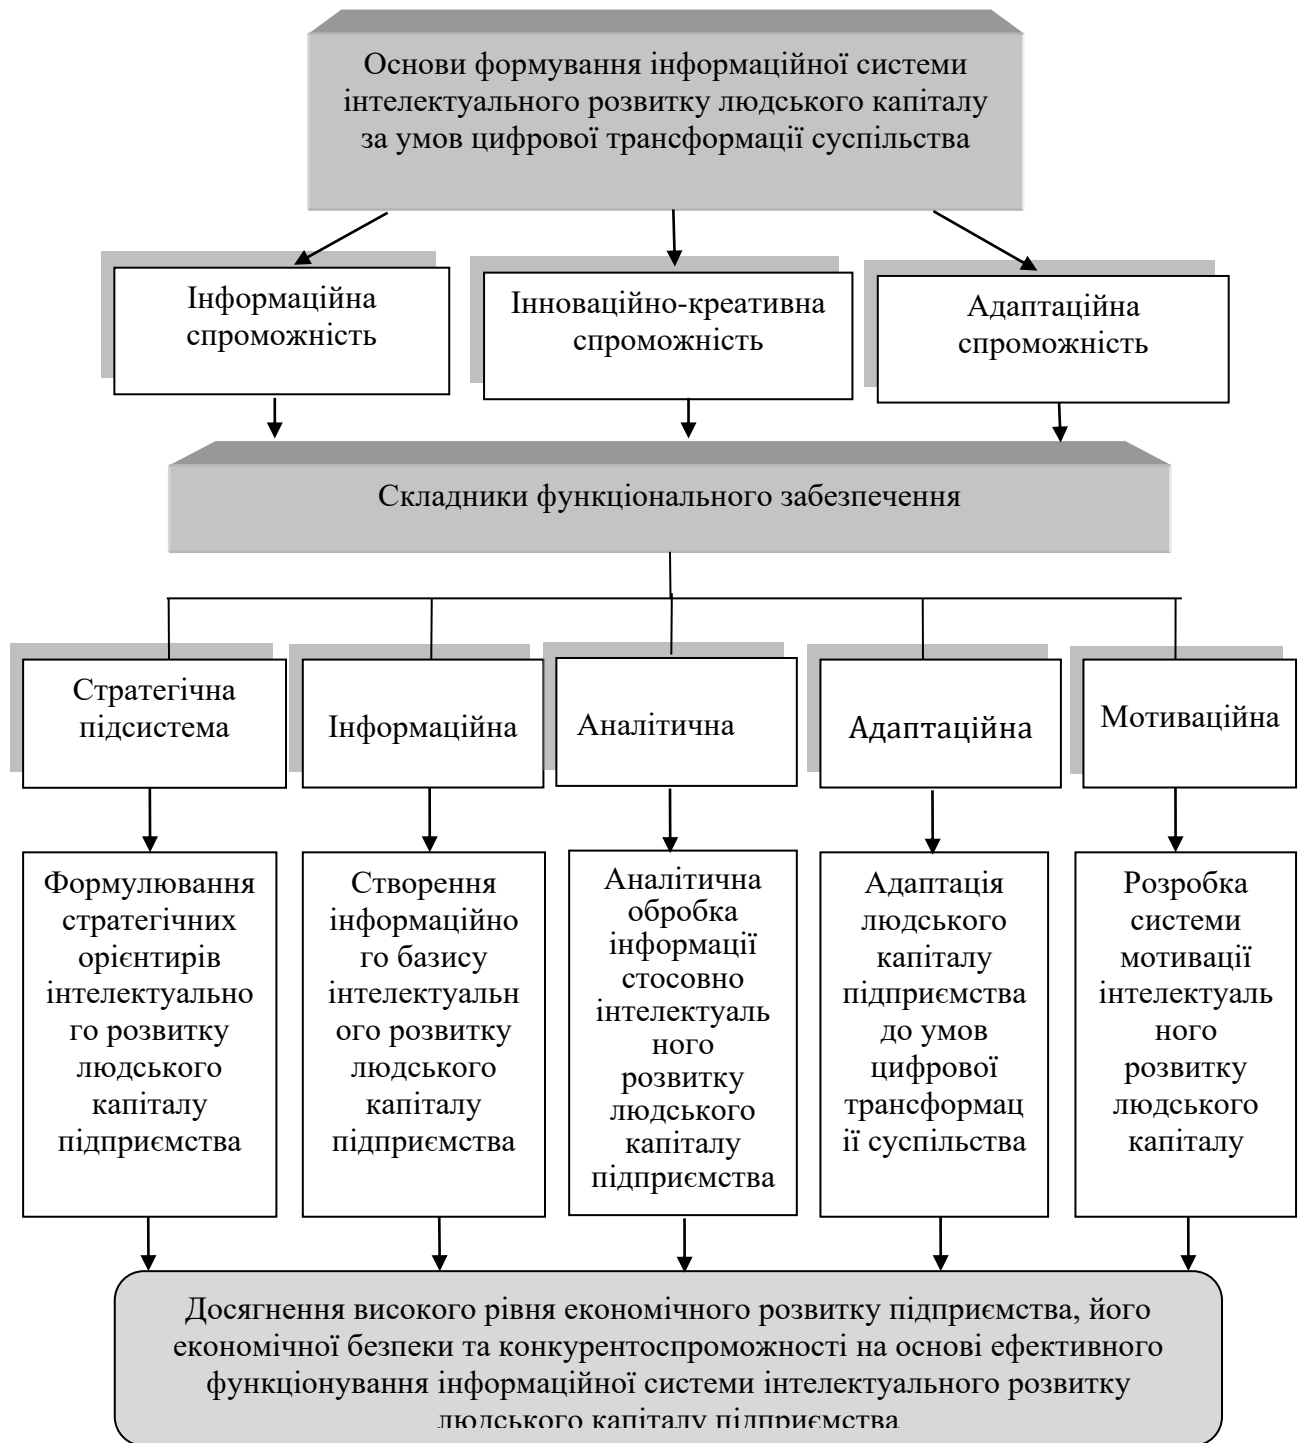 Основи формування інформаційної системи
інтелектуального розвитку людського капіталу
за умов цифрової трансформації суспільства
Інформаційна
спроможність
Інноваційно-креативна
спроможність
Адаптаційна
спроможність
Складники функціонального забезпечення
Стратегічна
підсистема
Інформаційна
Аналітична
Адаптаційна
Мотиваційна
Формулювання
стратегічних
орієнтирів
інтелектуально
го розвитку
людського
капіталу
підприємства
Створення
інформаційно
го базису
інтелектуальн
ого розвитку
людського
капіталу
підприємства
Аналітична
обробка
інформації
стосовно
інтелектуаль
ного
розвитку
людського
капіталу
підприємства
Адаптація
людського
капіталу
підприємства
до умов
цифрової
трансформац
ії суспільства
Розробка
системи
мотивації
інтелектуаль
ного
розвитку
людського
капіталу
Досягнення високого рівня економічного розвитку підприємства, його
економічної безпеки та конкурентоспроможності на основі ефективного
функціонування інформаційної системи інтелектуального розвитку
людського капіталу підприємства